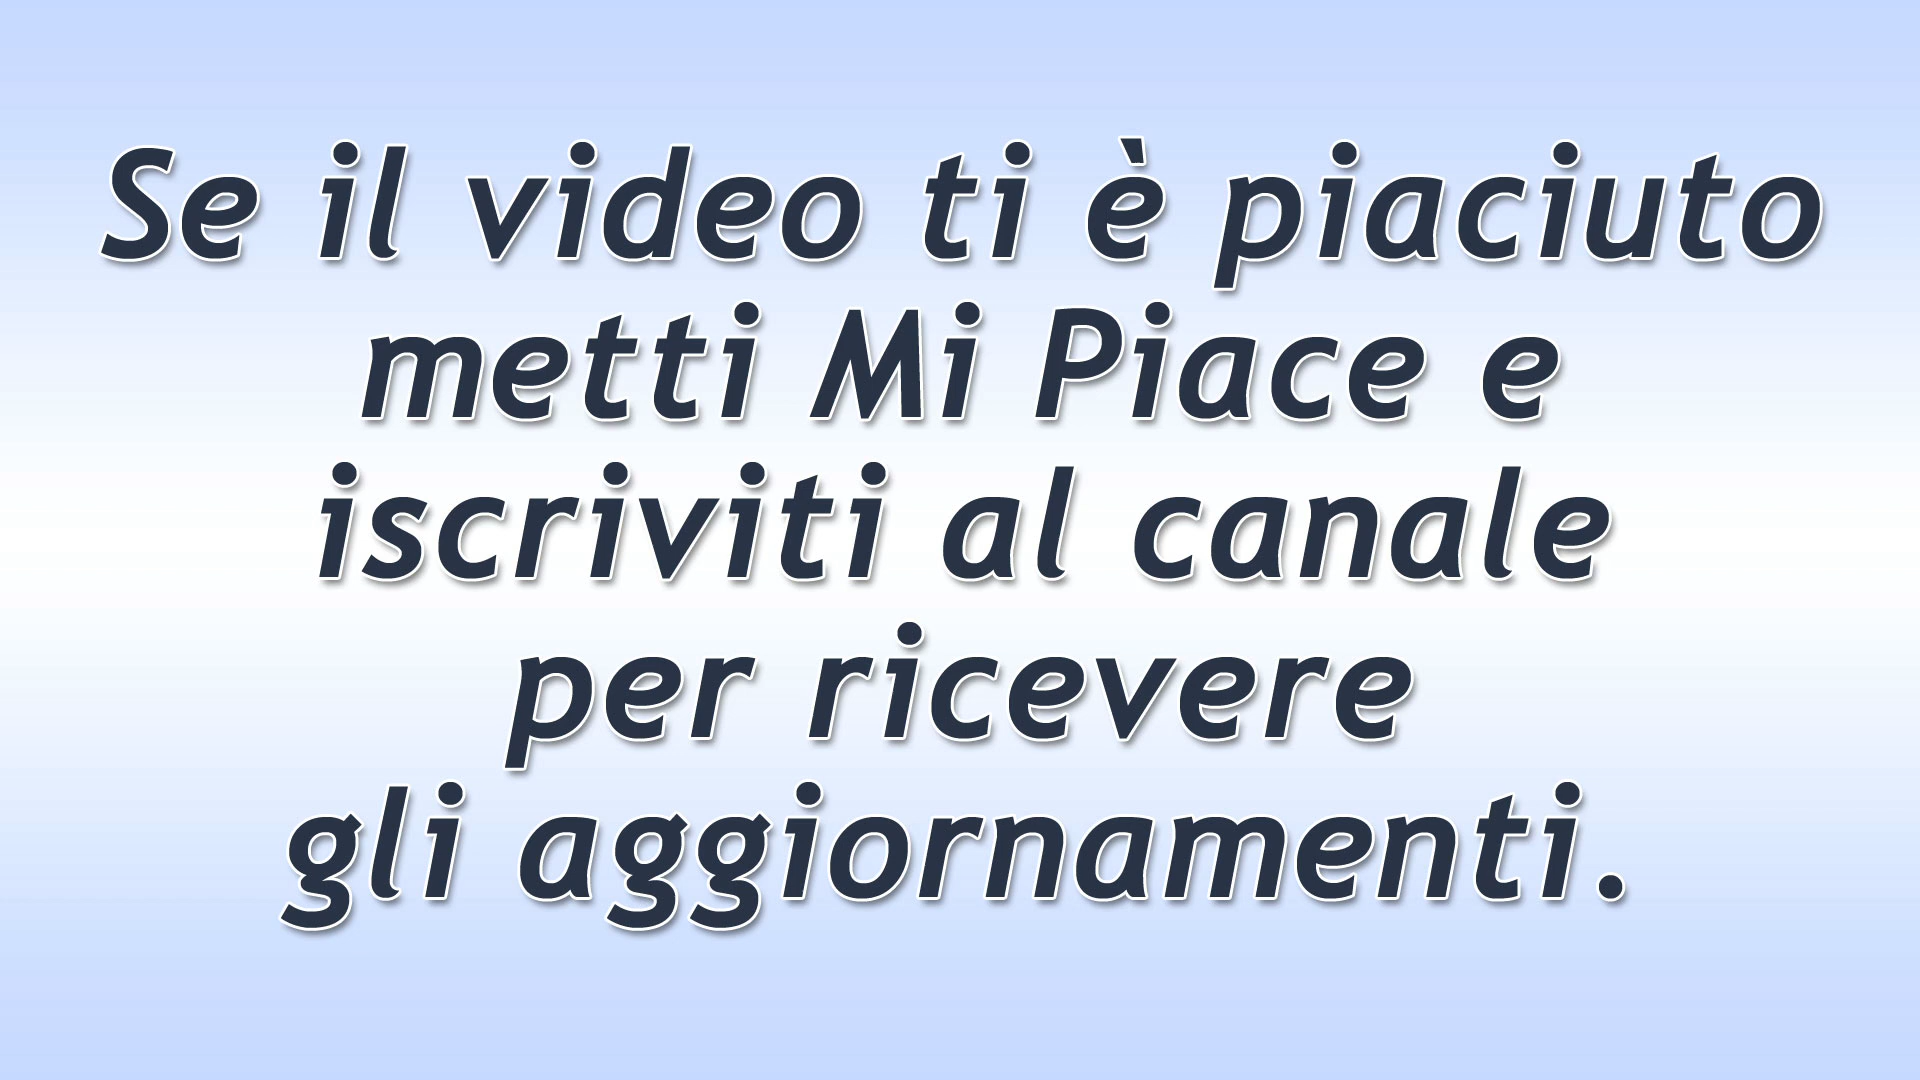 Se il video ti è piaciuto
metti Mi Piace e
iscriviti al canale
per ricevere
gli aggiornamenti.